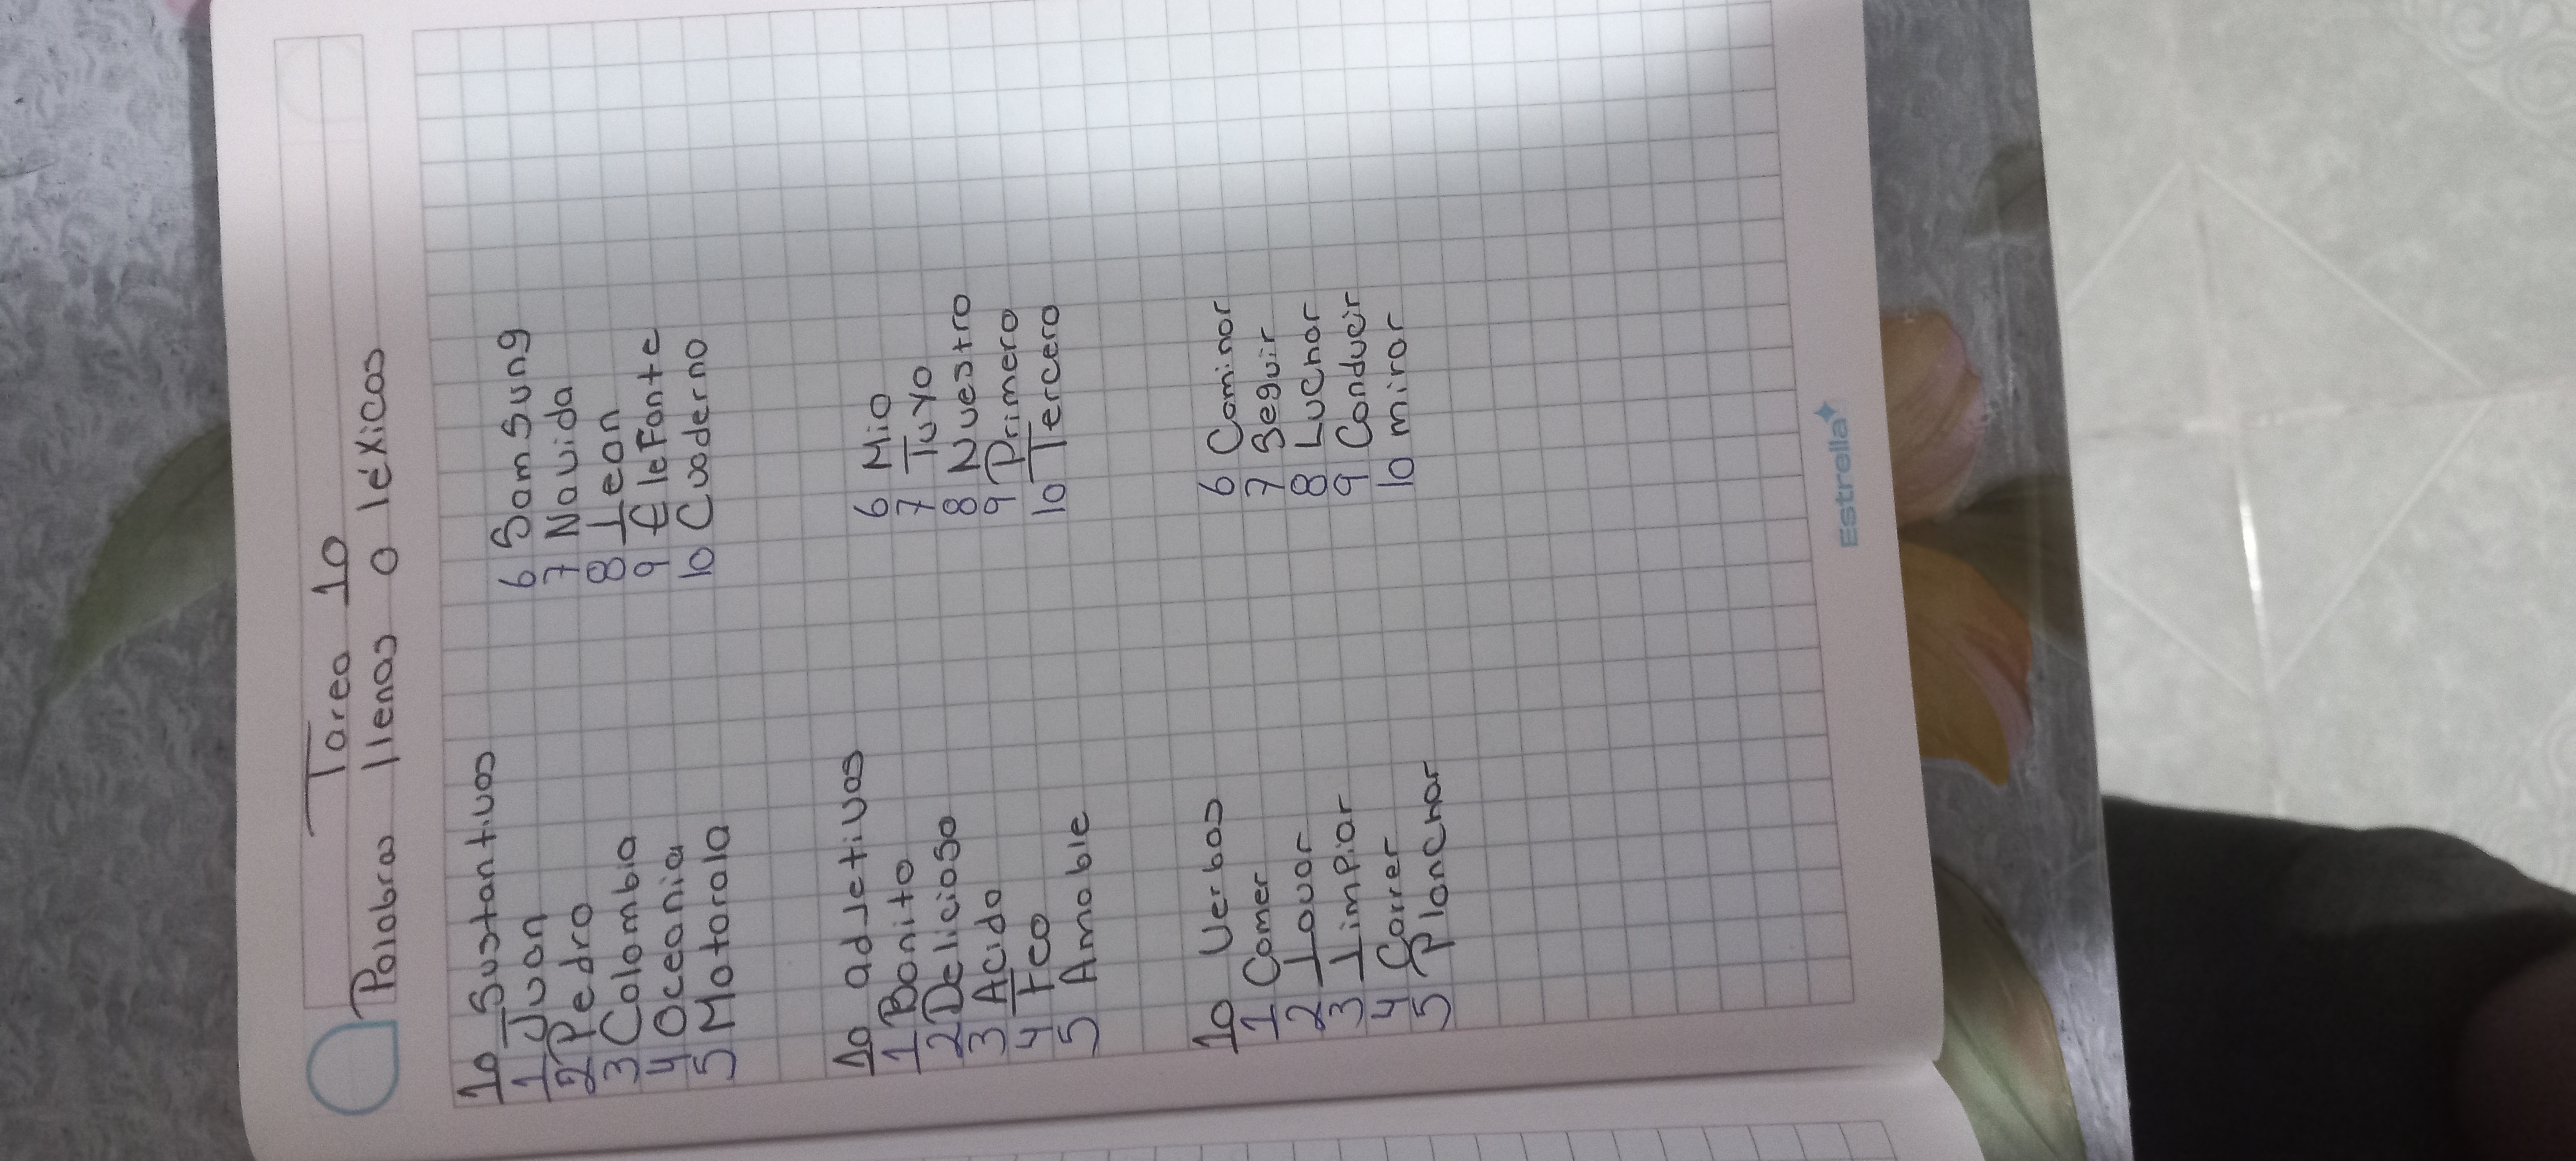 Tarea 10
Palabras llenas o léxicas
10 Sustantivos
1 Juan
2 Pedro
3 Colombia
4 Oceania
5 Motorola
6 Samsung
7 Navida
8 Leon
9 Elefante
10 Cuaderno
10 adjetivos
1 Bonito
2 Delicioso
3 Acido
4 Feo
5 Amable
6 Mio
7 Tuyo
8 Nuestro
9 Primero
10 Tercero
10 Verbos
1 Comer
2 lavar
3 limpiar
4 Correr
5 Planchar
6 Caminar
7 Seguir
8 Luchar
9 Conducir
10 mirar
Estrella